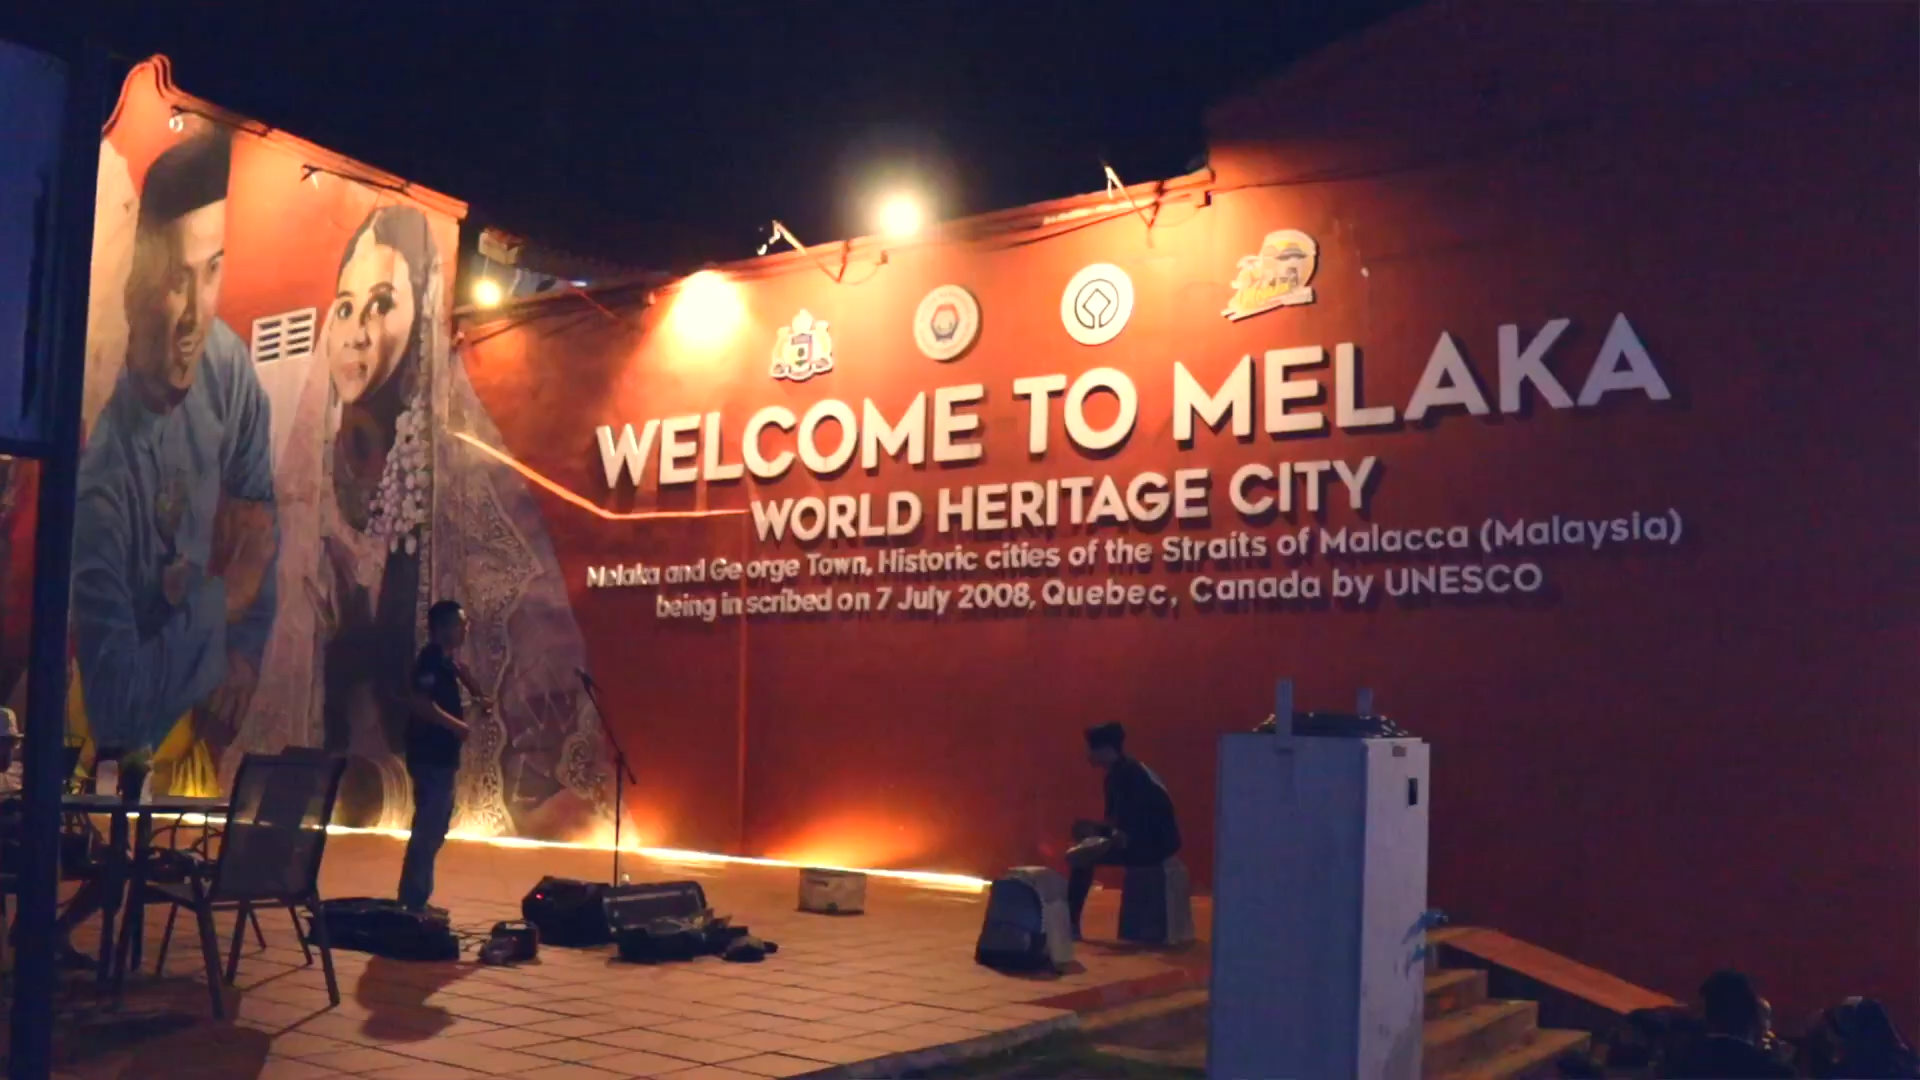 WELCOME TO MELAKA
WORLD HERITAGE CITY
Melaka and George Town, Historic cities of the Straits of Malacca (Malaysia)
being inscribed on 7 July 2008, Quebec, Canada by UNESCO